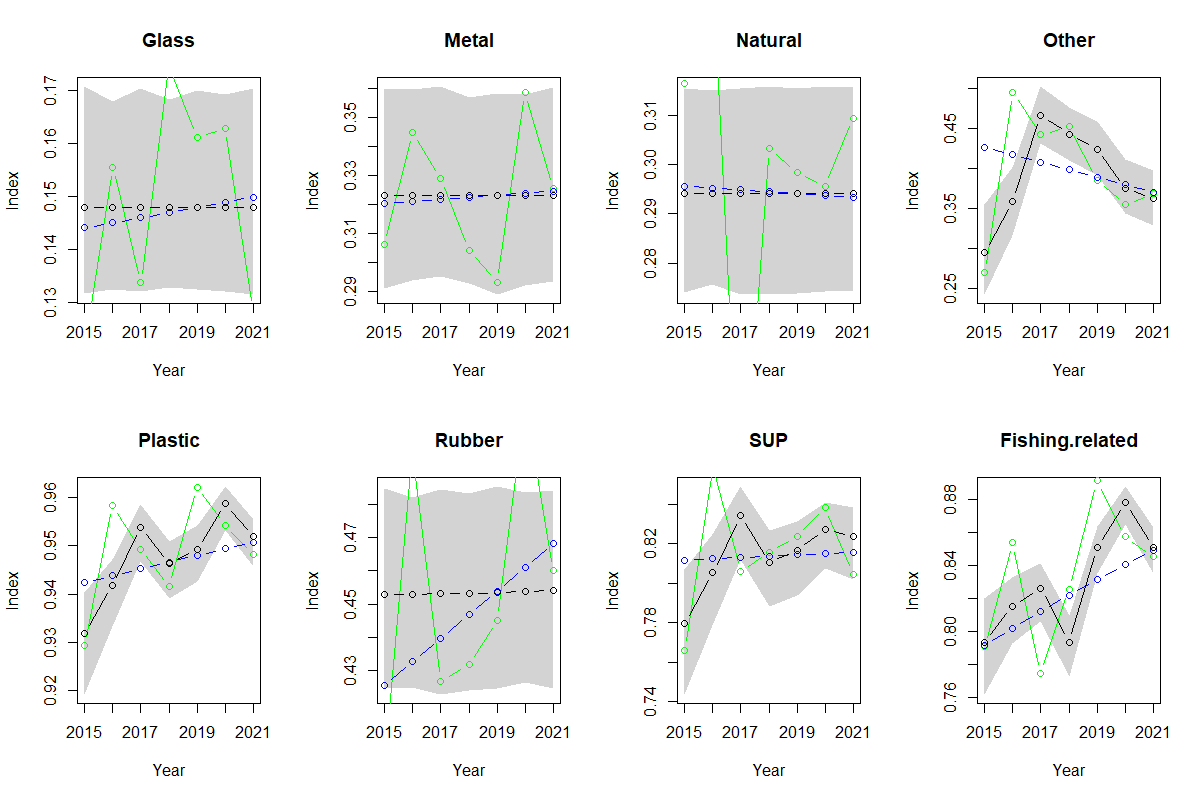 Glass
Index
0.13 0.14 0.15 0.16 0.17
2015 2017 2019 2021
Year
Metal
Index
0.29 0.31 0.33 0.35
2015 2017 2019 2021
Year
Natural
Index
0.28 0.29 0.30 0.31
2015 2017 2019 2021
Year
Other
Index
0.25 0.35 0.45
2015 2017 2019 2021
Year
Plastic
Index
0.92 0.93 0.94 0.95 0.96
2015 2017 2019 2021
Year
Rubber
Index
0.43 0.45 0.47
2015 2017 2019 2021
Year
SUP
Index
0.74 0.78 0.82
2015 2017 2019 2021
Year
Fishing.related
Index
0.76 0.80 0.84 0.88
2015 2017 2019 2021
Year